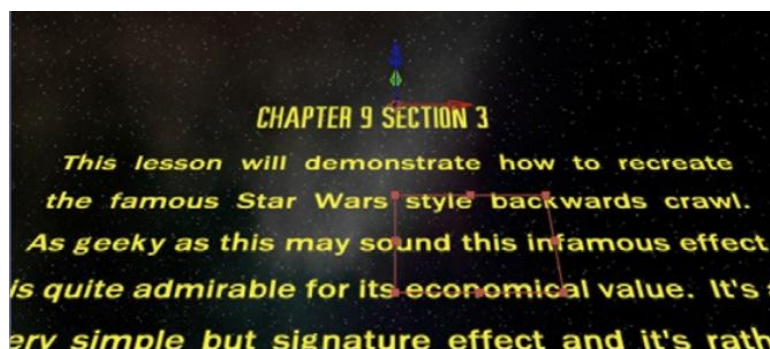 CHAPTER 9 SECTION 3
This lesson will demonstrate how to recreate
the famous Star Wars style backwards crawl.
As geeky as this may sound this infamous effect
is quite admirable for its economical value. It's
simple but signature effect and it's